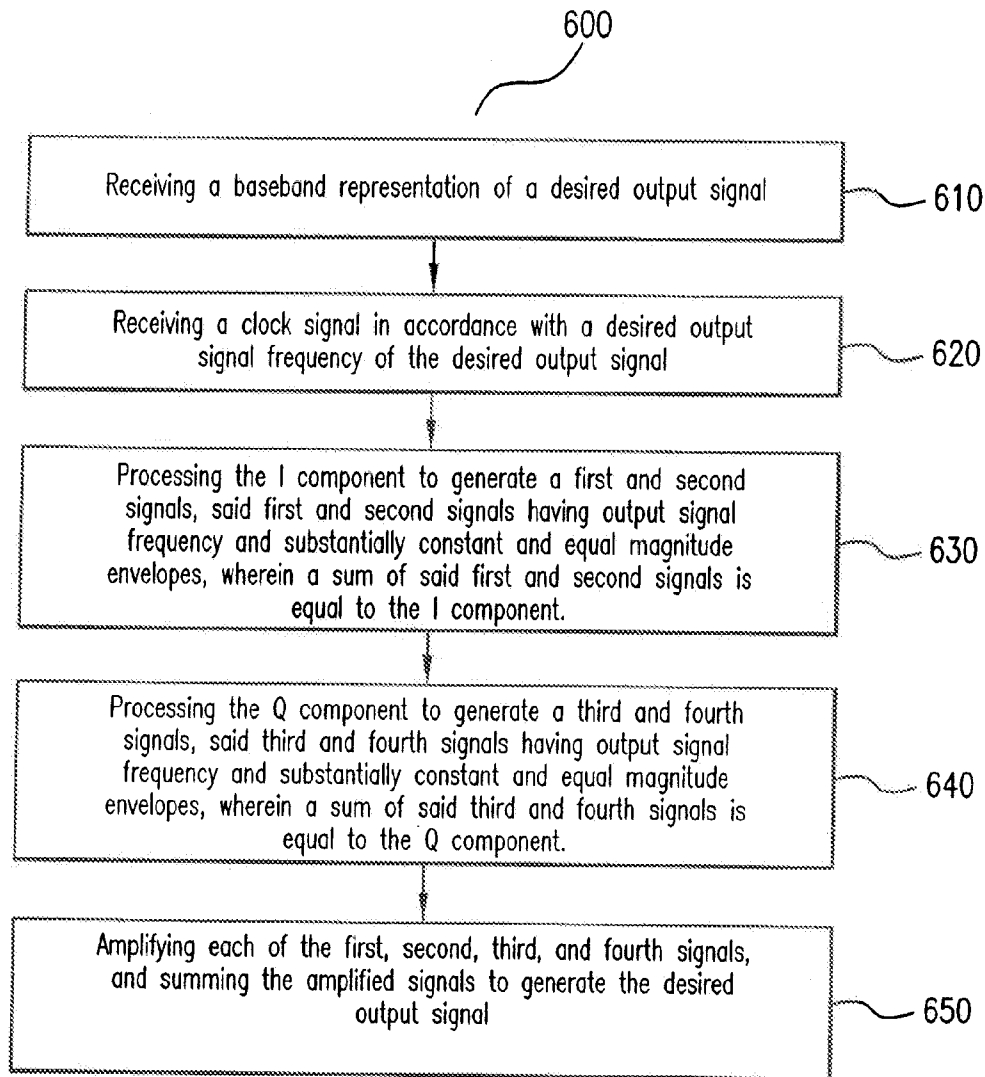 600
Receiving a baseband representation of a desired output signal
610
Receiving a clock signal in accordance with a desired output
signal frequency of the desired output signal
620
Processing the I component to generate a first and second
signals, said first and second signals having output signal
frequency and substantially constant and equal magnitude
envelopes, wherein a sum of said first and second signals is
equal to the I component.
630
Processing the Q component to generate a third and fourth
signals, said third and fourth signals having output signal
frequency and substantially constant and equal magnitude
envelopes, wherein a sum of said third and fourth signals is
equal to the Q component.
640
Amplifying each of the first, second, third, and fourth signals,
and summing the amplified signals to generate the desired
output signal
650